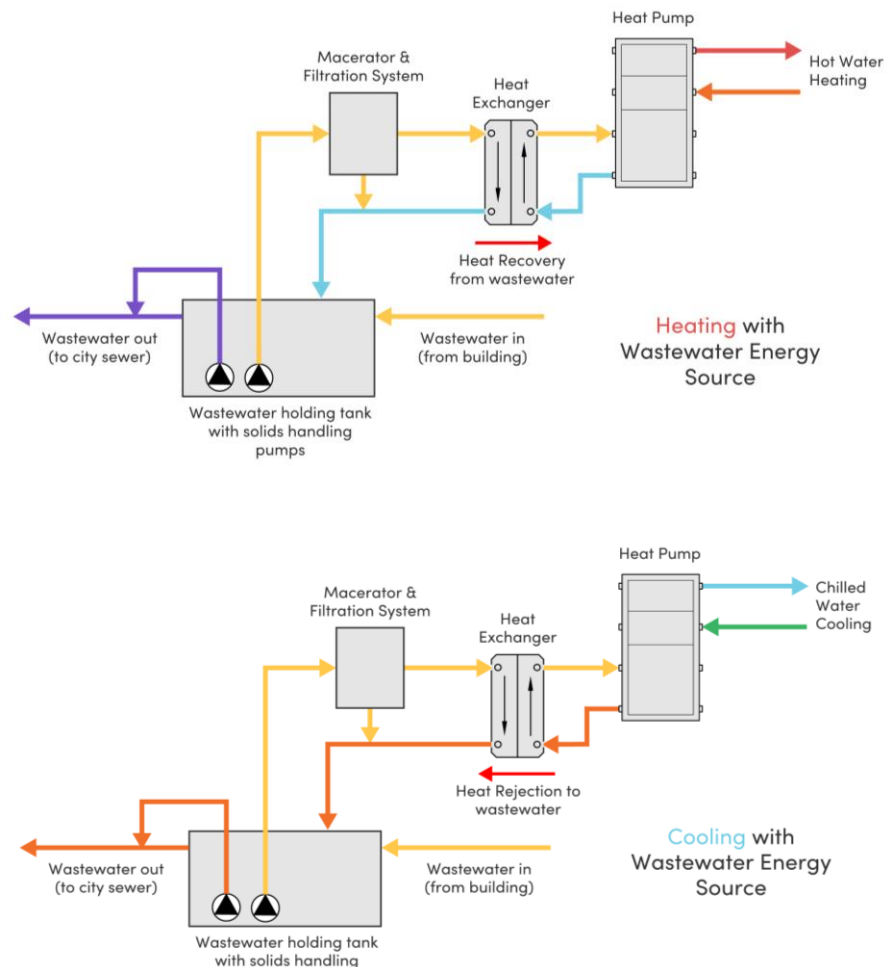 Heat Pump
Hot Water
Heating
Macerator &
Filtration System
Heat
Exchanger
Heat Recovery
from wastewater
Wastewater out
(to city sewer)
Wastewater in
(from building)
Heating with
Wastewater Energy
Source
Wastewater holding tank
with solids handling
pumps
Heat Pump
Chilled
Water
Cooling
Macerator &
Filtration System
Heat
Exchanger
Heat Rejection to
wastewater
Wastewater out
(to city sewer)
Wastewater in
(from building)
Cooling with
Wastewater Energy
Source
Wastewater holding tank
with solids handling